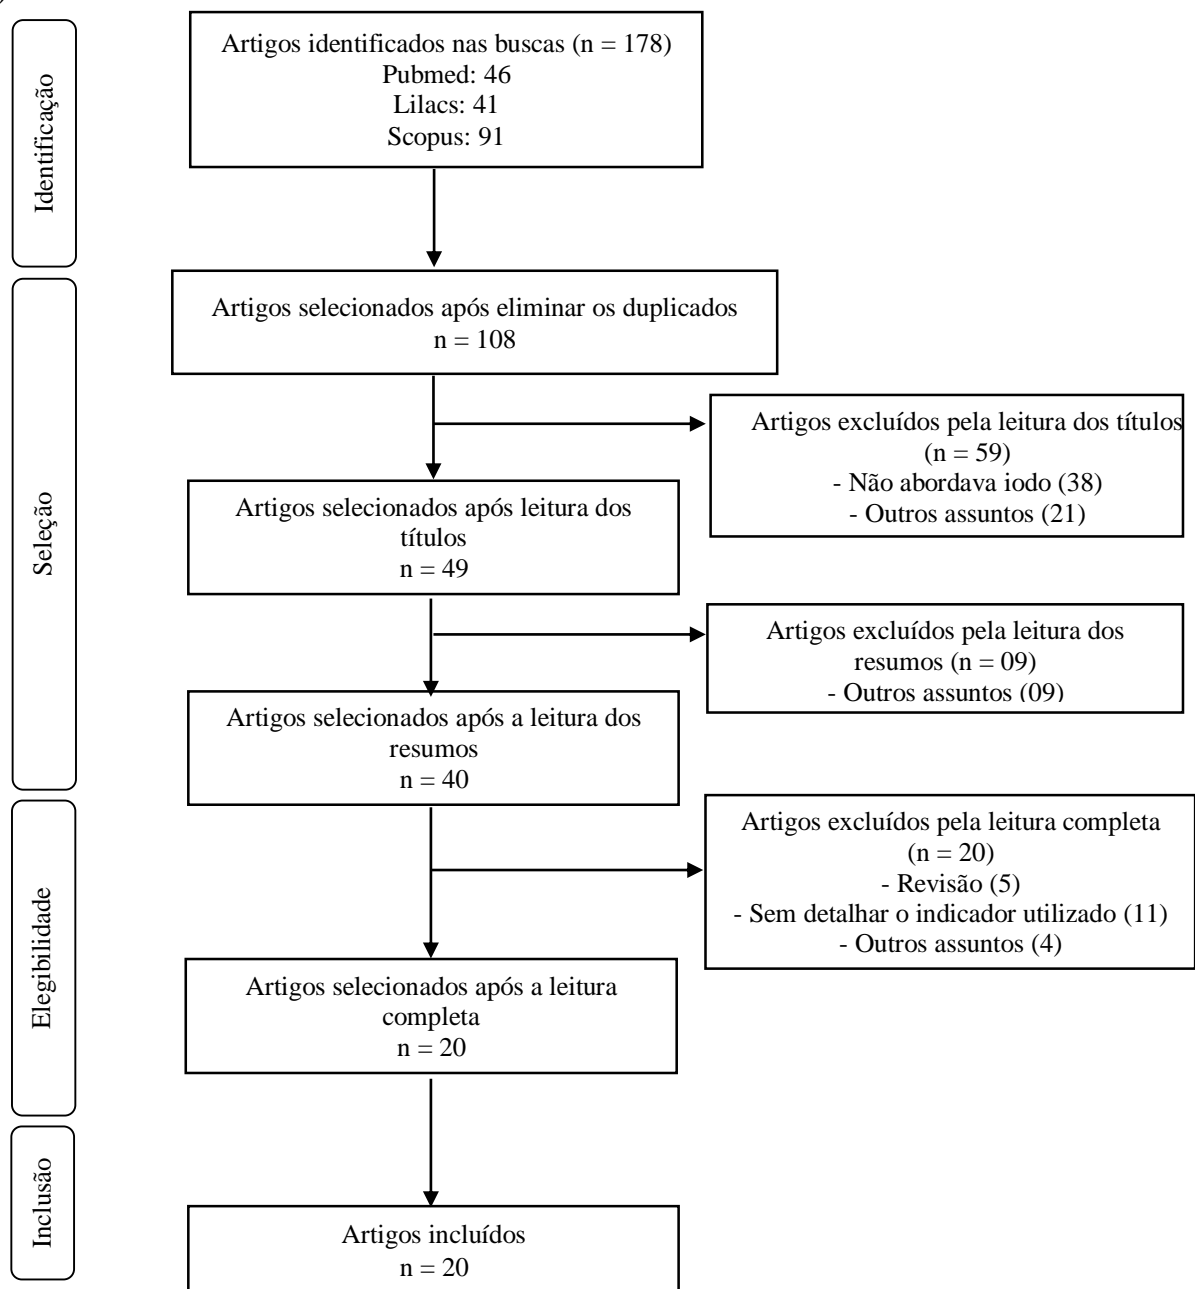 Identificação
Artigos identificados nas buscas (n = 178)
Pubmed: 46
Lilacs: 41
Scopus: 91
Seleção
Artigos selecionados após eliminar os duplicados
n = 108
Artigos excluídos pela leitura dos títulos
(n = 59)
- Não abordava iodo (38)
- Outros assuntos (21)
Artigos selecionados após leitura dos
títulos
n = 49
Artigos excluídos pela leitura dos
resumos (n = 09)
- Outros assuntos (09)
Artigos selecionados após a leitura dos
resumos
n = 40
Elegibilidade
Artigos excluídos pela leitura completa
(n = 20)
- Revisão (5)
- Sem detalhar o indicador utilizado (11)
- Outros assuntos (4)
Artigos selecionados após a leitura
completa
n = 20
Inclusão
Artigos incluídos
n = 20